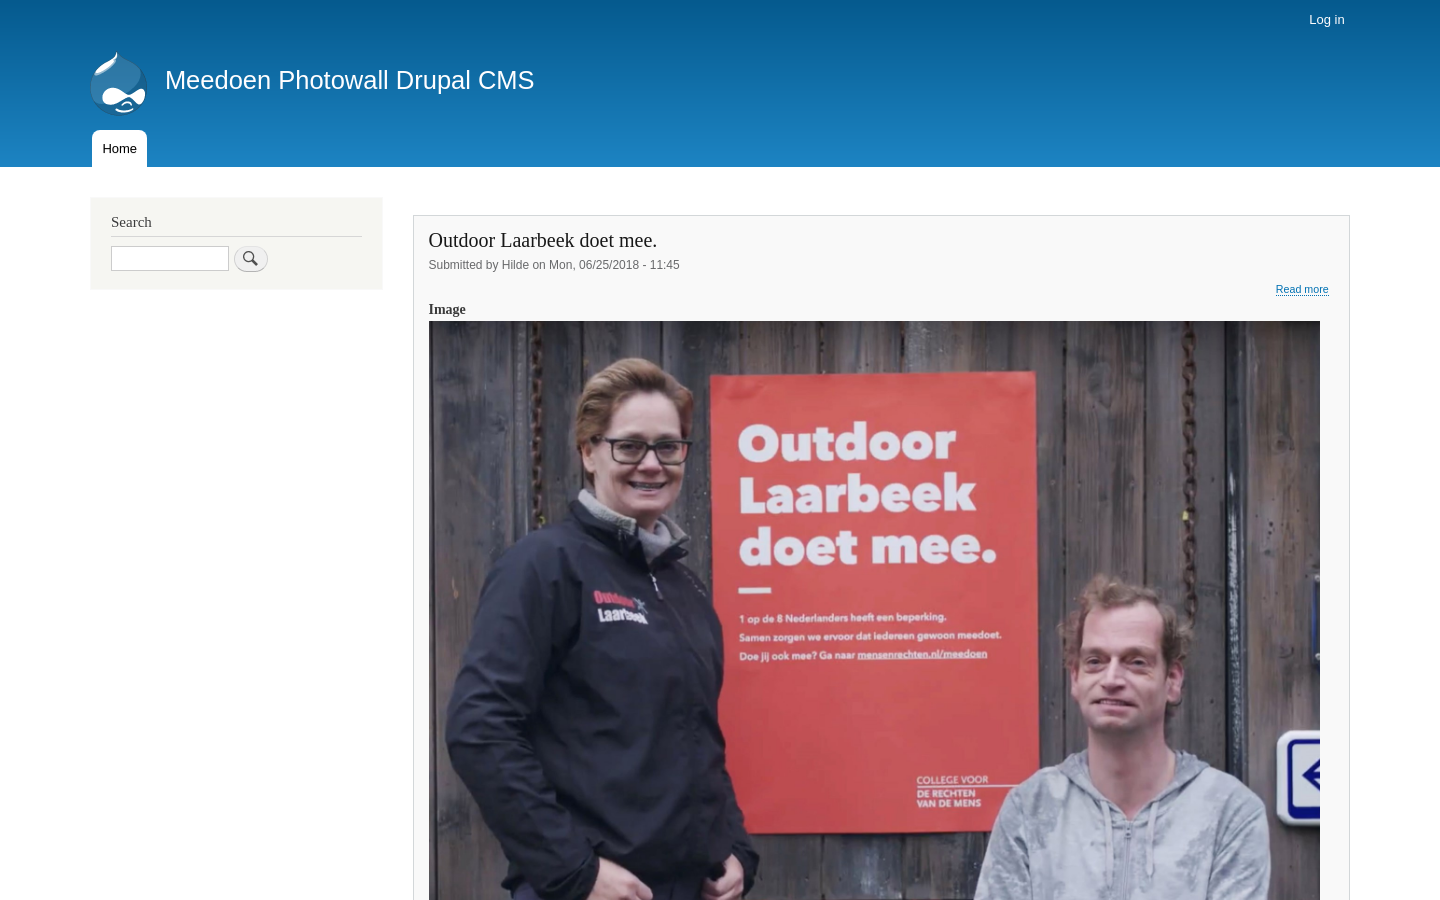 Log in
Meedoen Photowall Drupal CMS
Home
Search
Outdoor Laarbeek doet mee.
Submitted by Hilde on Mon, 06/25/2018 - 11:45
Read more
Image
Outdoor
Laarbeek
doet mee.
1 op de 8 Nederlanders heeft een beperking.
Samen zorgen we ervoor dat iedereen gewoon meedoet.
Doe jij ook mee? Ga naar mensenrechten.nl/meedoen
Outdoor
Laarbeek
COLLEGE VOOR
DE RECHTEN
VAN DE MENS